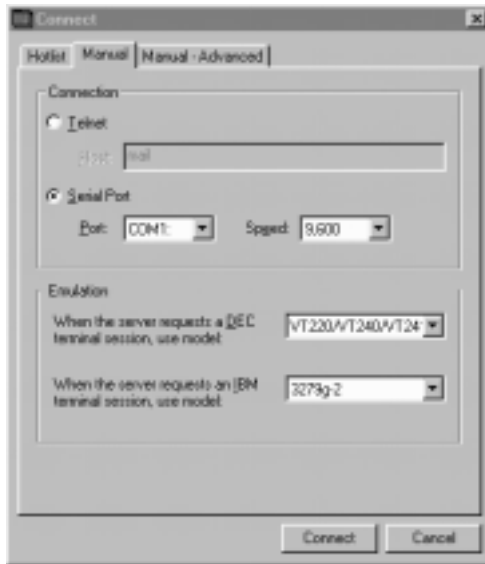 Connect
Hotlist Manual Manual - Advanced
Connection
Telnet
Host: mail
Serial Port
Port: COM1: Speed: 9,600
Emulation
When the server requests a DEC
terminal session, use model:
VT220/VT240/VT24
When the server requests an IBM
terminal session, use model:
3279g-2
Connect Cancel